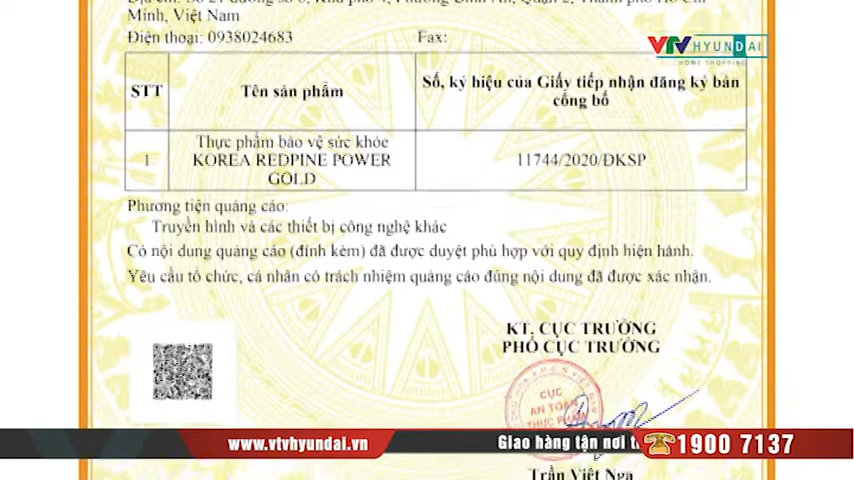 Minh, Việt Nam
Điện thoại: 0938024683 Fax:
VTV HYUNDAI
HOME SHOPPING
STT
Tên sản phẩm
Số, ký hiệu của Giấy tiếp nhận đăng ký bản
công bố
1
Thực phẩm bảo vệ sức khỏe
KOREA REDPINE POWER
GOLD
11744/2020/ĐKSP
Phương tiện quảng cáo:
Truyền hình và các thiết bị công nghệ khác
Có nội dung quảng cáo (đính kèm) đã được duyệt phù hợp với quy định hiện hành.
Yêu cầu tổ chức, cá nhân có trách nhiệm quảng cáo đúng nội dung đã được xác nhận.
KT. CỤC TRƯỞNG
PHÓ CỤC TRƯỞNG
CỤC
AN TOÀN
THỰC PHẨM
www.vtvhyundai.vn
Giao hàng tận nơi
1900 7137
Trần Việt Nga